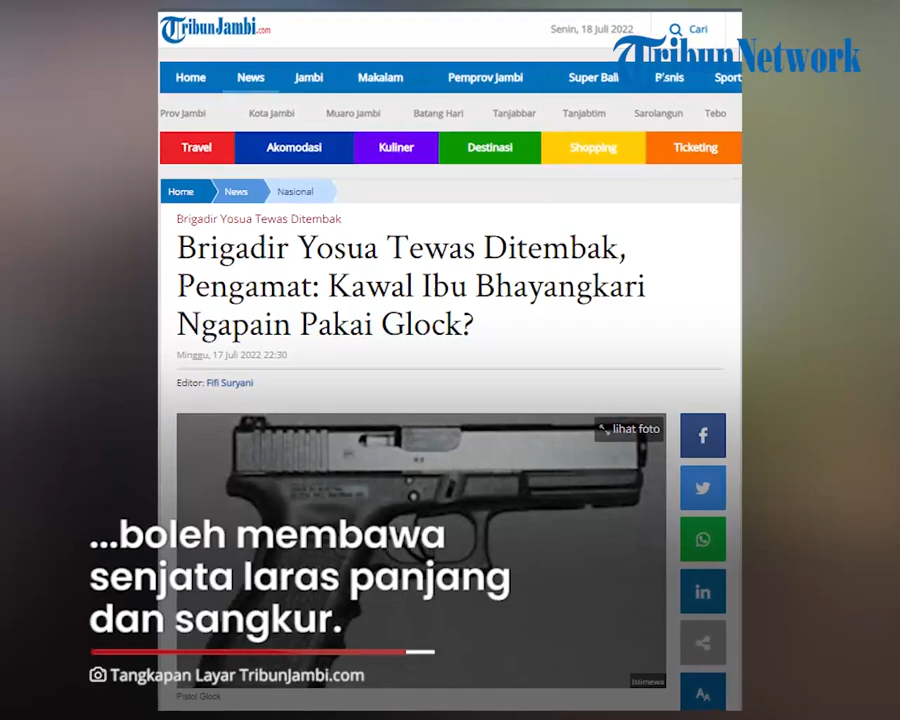 TribunJambi.com
Senin, 18 Juli 2022
Cari
TribunNetwork
Home News Jambi Makalam Pemprov Jambi Super Ball P'snis Sport
Prov Jambi Kota Jambi Muaro Jambi Batang Hari Tanjabbar Tanjabtim Sarolangun Tebo
Travel Akomodasi Kuliner Destinasi Shopping Ticketing
Home News Nasional
Brigadir Yosua Tewas Ditembak
Brigadir Yosua Tewas Ditembak,
Pengamat: Kawal Ibu Bhayangkari
Ngapain Pakai Glock?
Minggu, 17 Juli 2022 22:30
Editor: Fifi Suryani
lihat foto
...boleh membawa
senjata laras panjang
dan sangkur.
Tangkapan Layar TribunJambi.com
Istimewa
Pistol Glock
AA